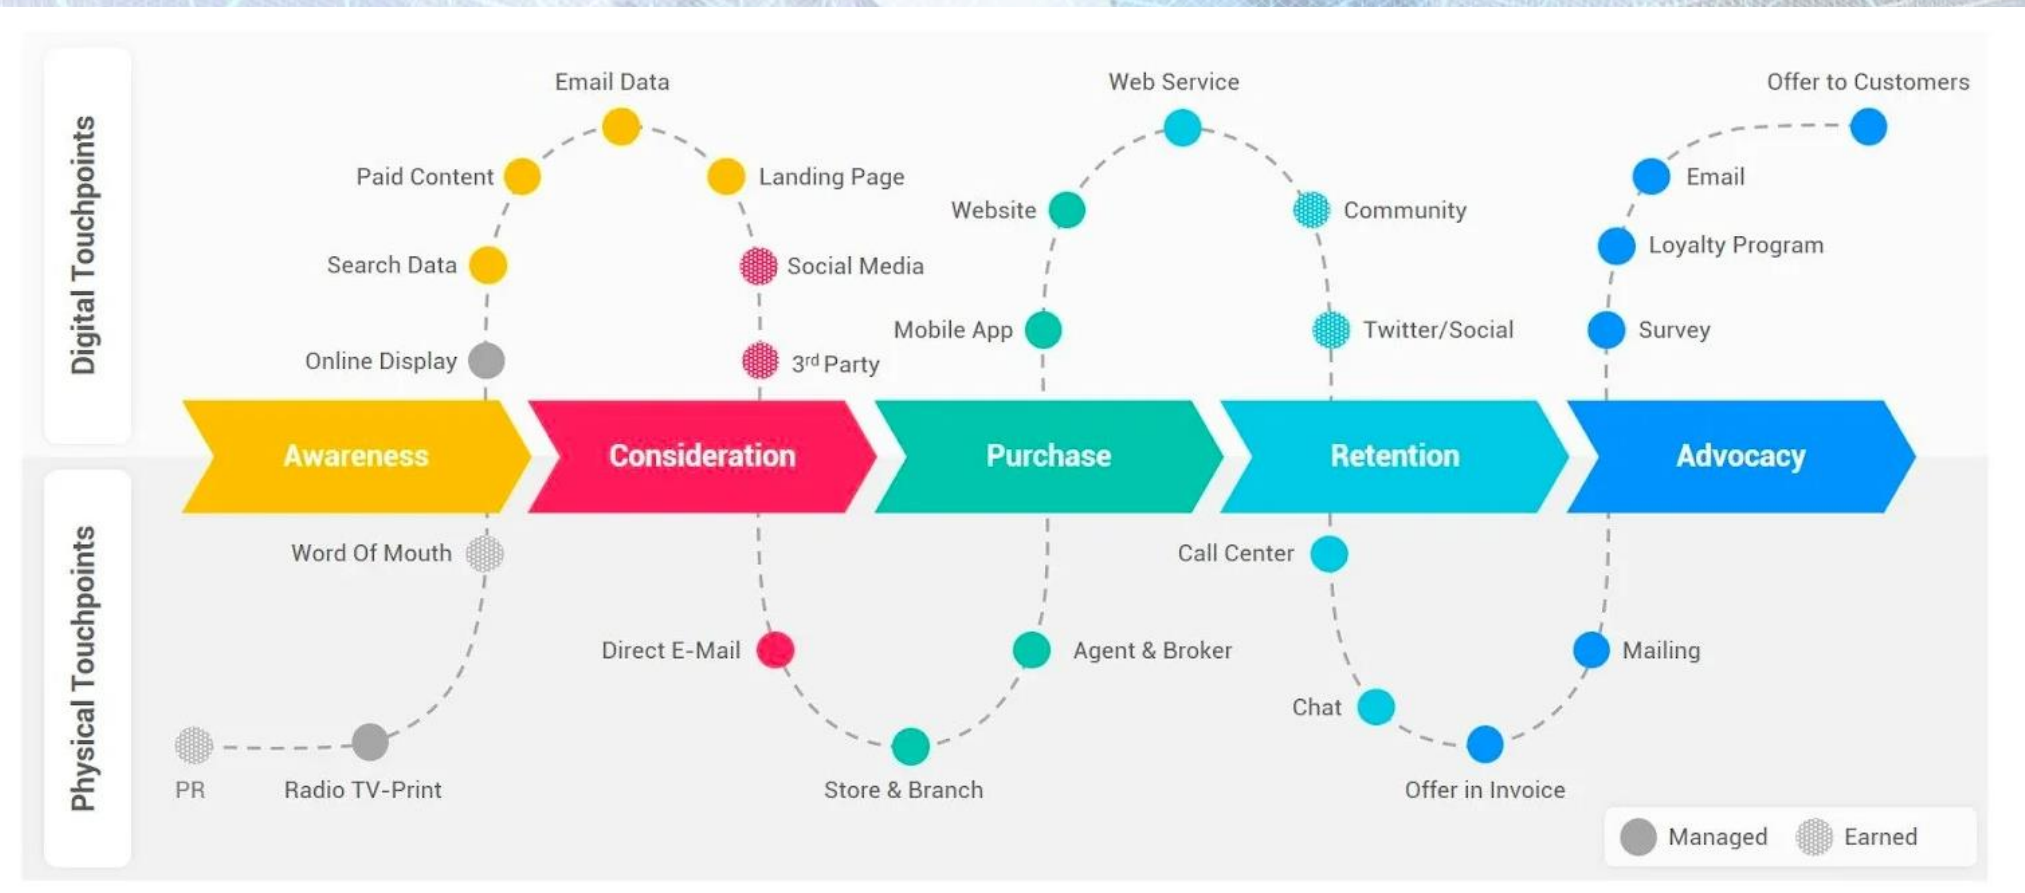 Digital Touchpoints
Email Data
Web Service
Offer to Customers
Paid Content
Landing Page
Email
Website
Community
Loyalty Program
Search Data
Social Media
Mobile App
Twitter/Social
Survey
Online Display
3rd Party
Awareness
Consideration
Purchase
Retention
Advocacy
Physical Touchpoints
Word Of Mouth
Call Center
Direct E-Mail
Agent & Broker
Mailing
Chat
PR
Radio TV-Print
Store & Branch
Offer in Invoice
Managed
Earned